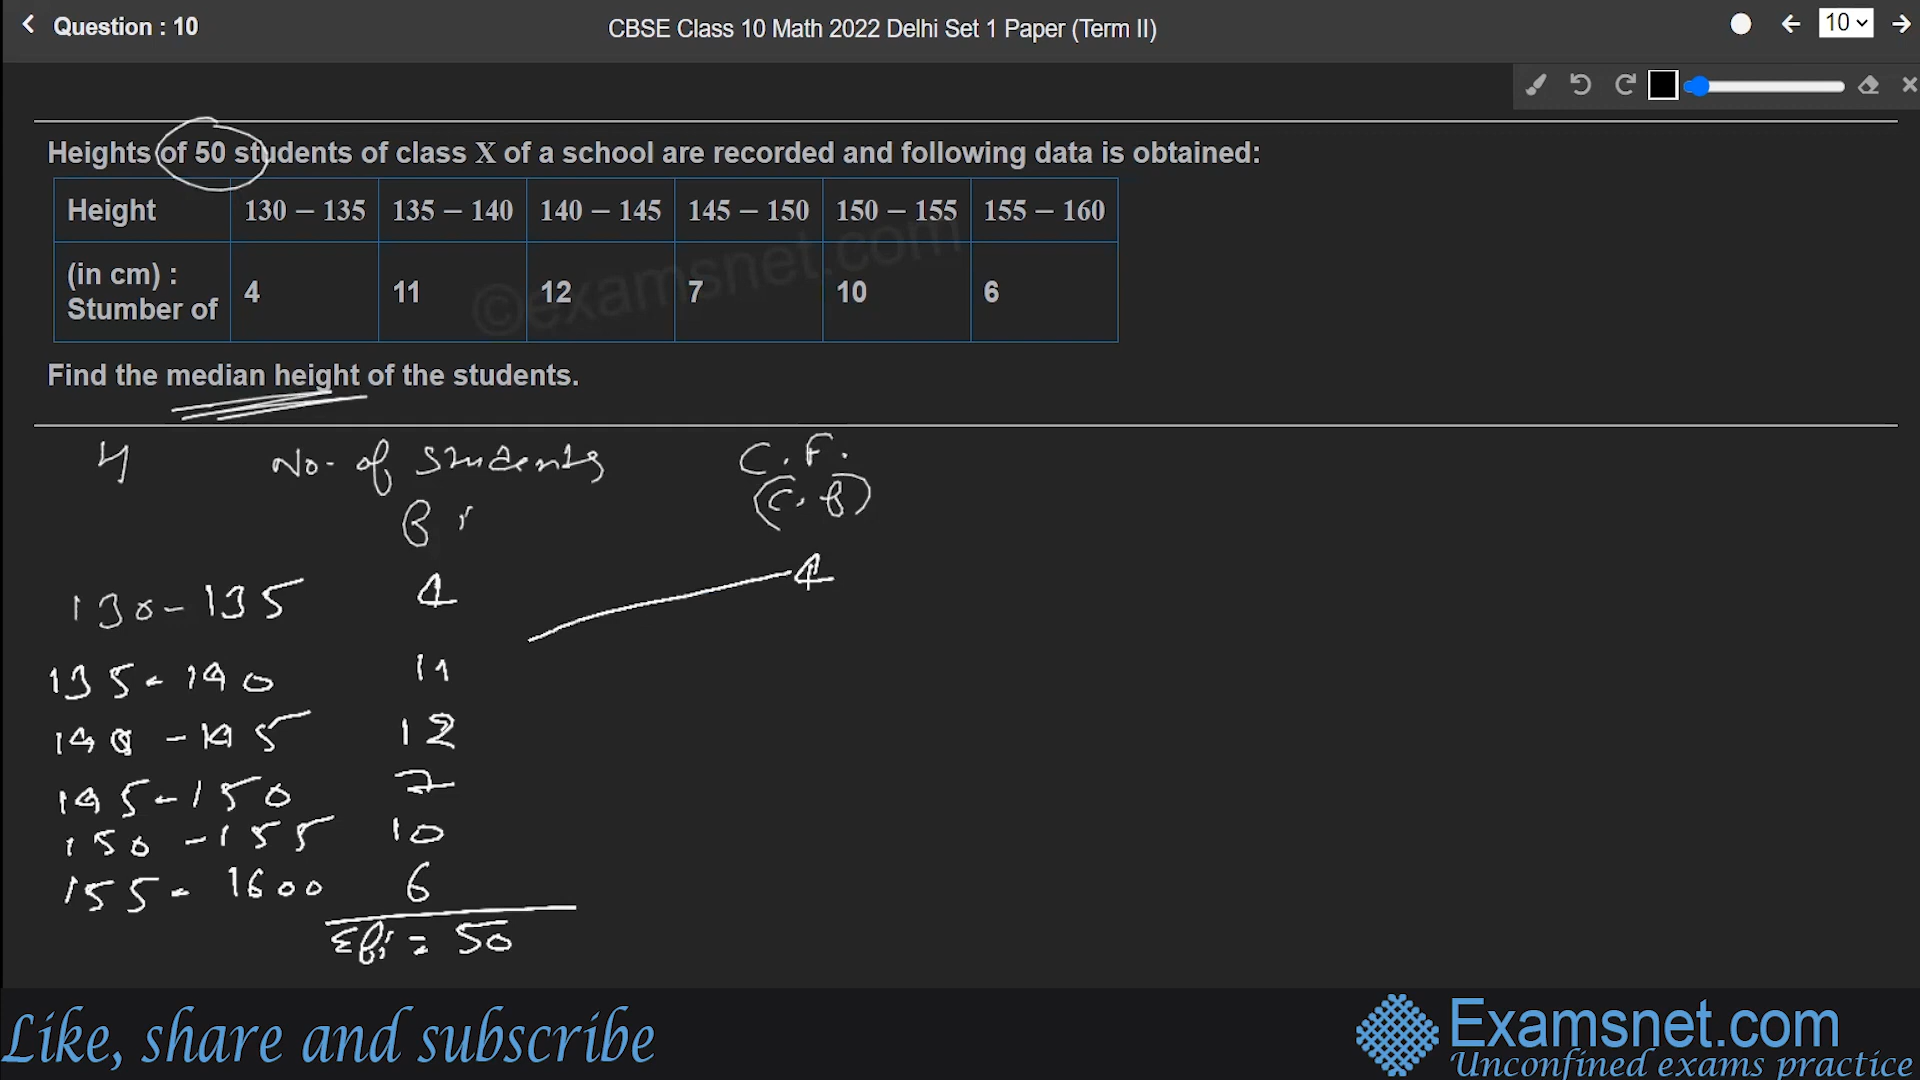 Question : 10
CBSE Class 10 Math 2022 Delhi Set 1 Paper (Term II)
10
Heights of 50 students of class X of a school are recorded and following data is obtained:
Height 130 – 135 135 – 140 140 – 145 145 – 150 150 – 155 155 – 160
(in cm) :
Stumber of 4 11 12 7 10 6
©examsnet.com
Find the median height of the students.
No. of students C.F.
(C.f)
130-135 4 4
135-140 11
140-145 12
145-150 7
150-155 10
155-1600 6
Σfi = 50
Like, share and subscribe
Examsnet.com
Unconfined exams practice